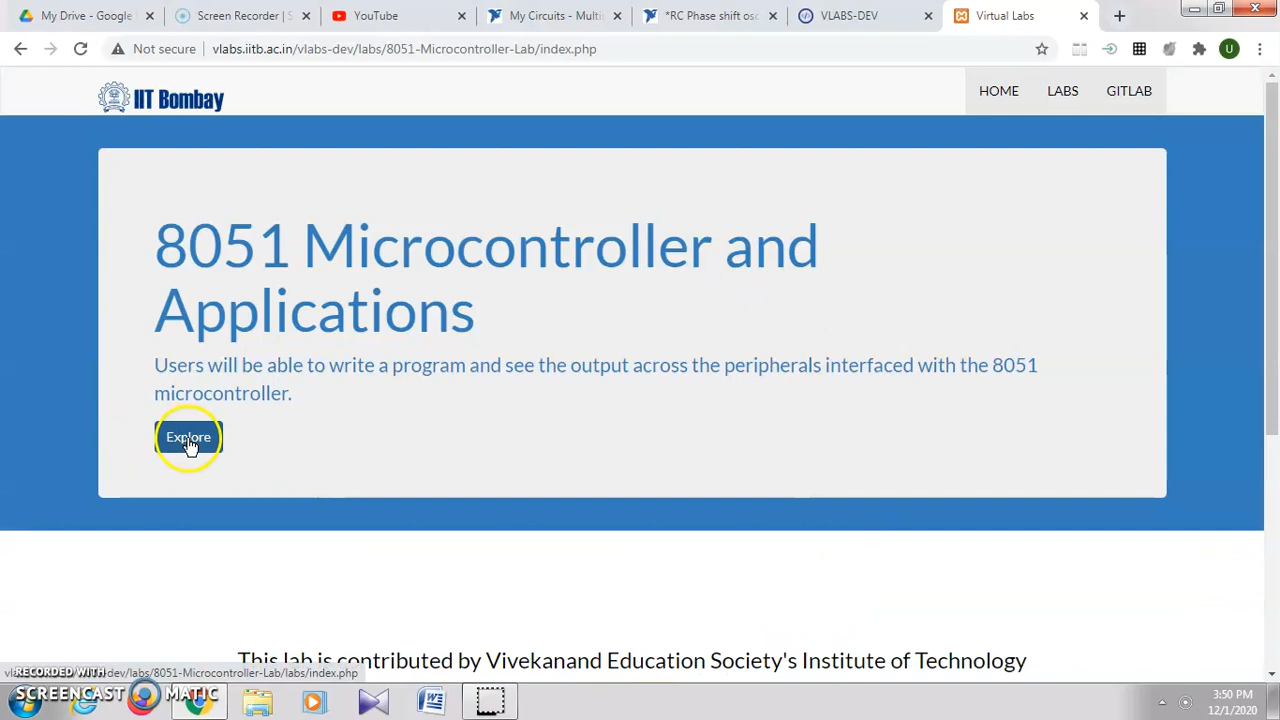 My Drive - Google
Screen Recorder | S
YouTube
My Circuits - Multi
*RC Phase shift osc
VLABS-DEV
Virtual Labs
Not secure
vlabs.iitb.ac.in/vlabs-dev/labs/8051-Microcontroller-Lab/index.php
U
IIT Bombay
HOME
LABS
GITLAB
8051 Microcontroller and
Applications
Users will be able to write a program and see the output across the peripherals interfaced with the 8051
microcontroller.
Explore
This lab is contributed by Vivekanand Education Society's Institute of Technology
RECORDED WITH
dev/labs/8051-Microcontroller-Lab/labs/index.php
SCREENCAST MATIC
3:50 PM
12/1/2020